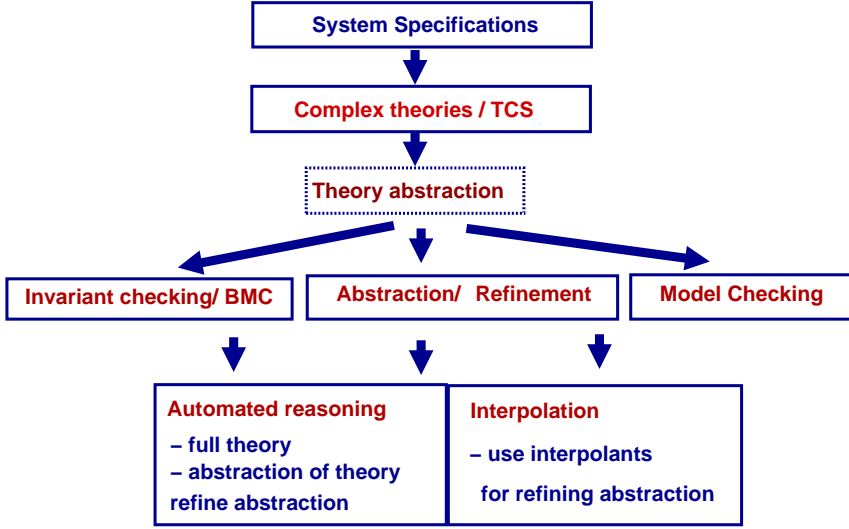 System Specifications
Complex theories / TCS
Theory abstraction
Invariant checking/ BMC
Abstraction/ Refinement
Model Checking
Automated reasoning
– full theory
– abstraction of theory
refine abstraction
Interpolation
– use interpolants
for refining abstraction